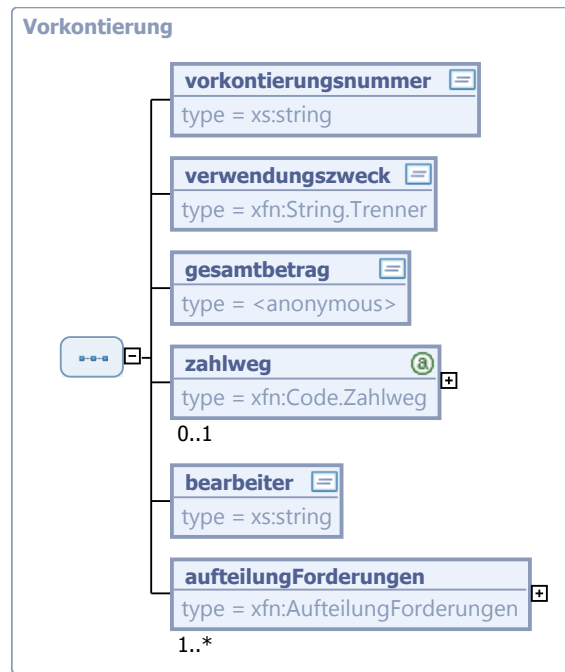 Vorkontierung
vorkontierungsnummer
type = xs:string
verwendungszweck
type = xfn:String.Trenner
gesamtbetrag
type = <anonymous>
zahlweg
a
type = xfn:Code.Zahlweg
0..1
bearbeiter
type = xs:string
aufteilungForderungen
type = xfn:AufteilungForderungen
1..*